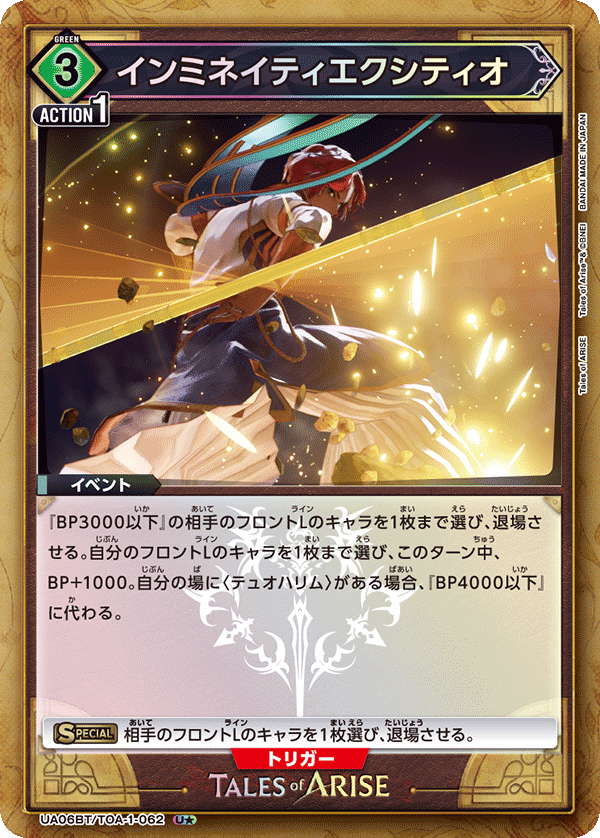 GREEN
3
インミネイティエクシティオ
ACTION 1
BANDAI MADE IN JAPAN
Tales of Arise™& ©BNEI
Tales of ARISE
イベント
『BP3000以下』の相手のフロントLのキャラを1枚まで選び、退場さ
せる。自分のフロントLのキャラを1枚まで選び、このターン中、
BP+1000。自分の場に〈テュオハリム〉がある場合、『BP4000以下』
に代わる。
SPECIAL 相手のフロントLのキャラを1枚選び、退場させる。
トリガー
TALES of ARISE
UA06BT/TOA-1-062 U★